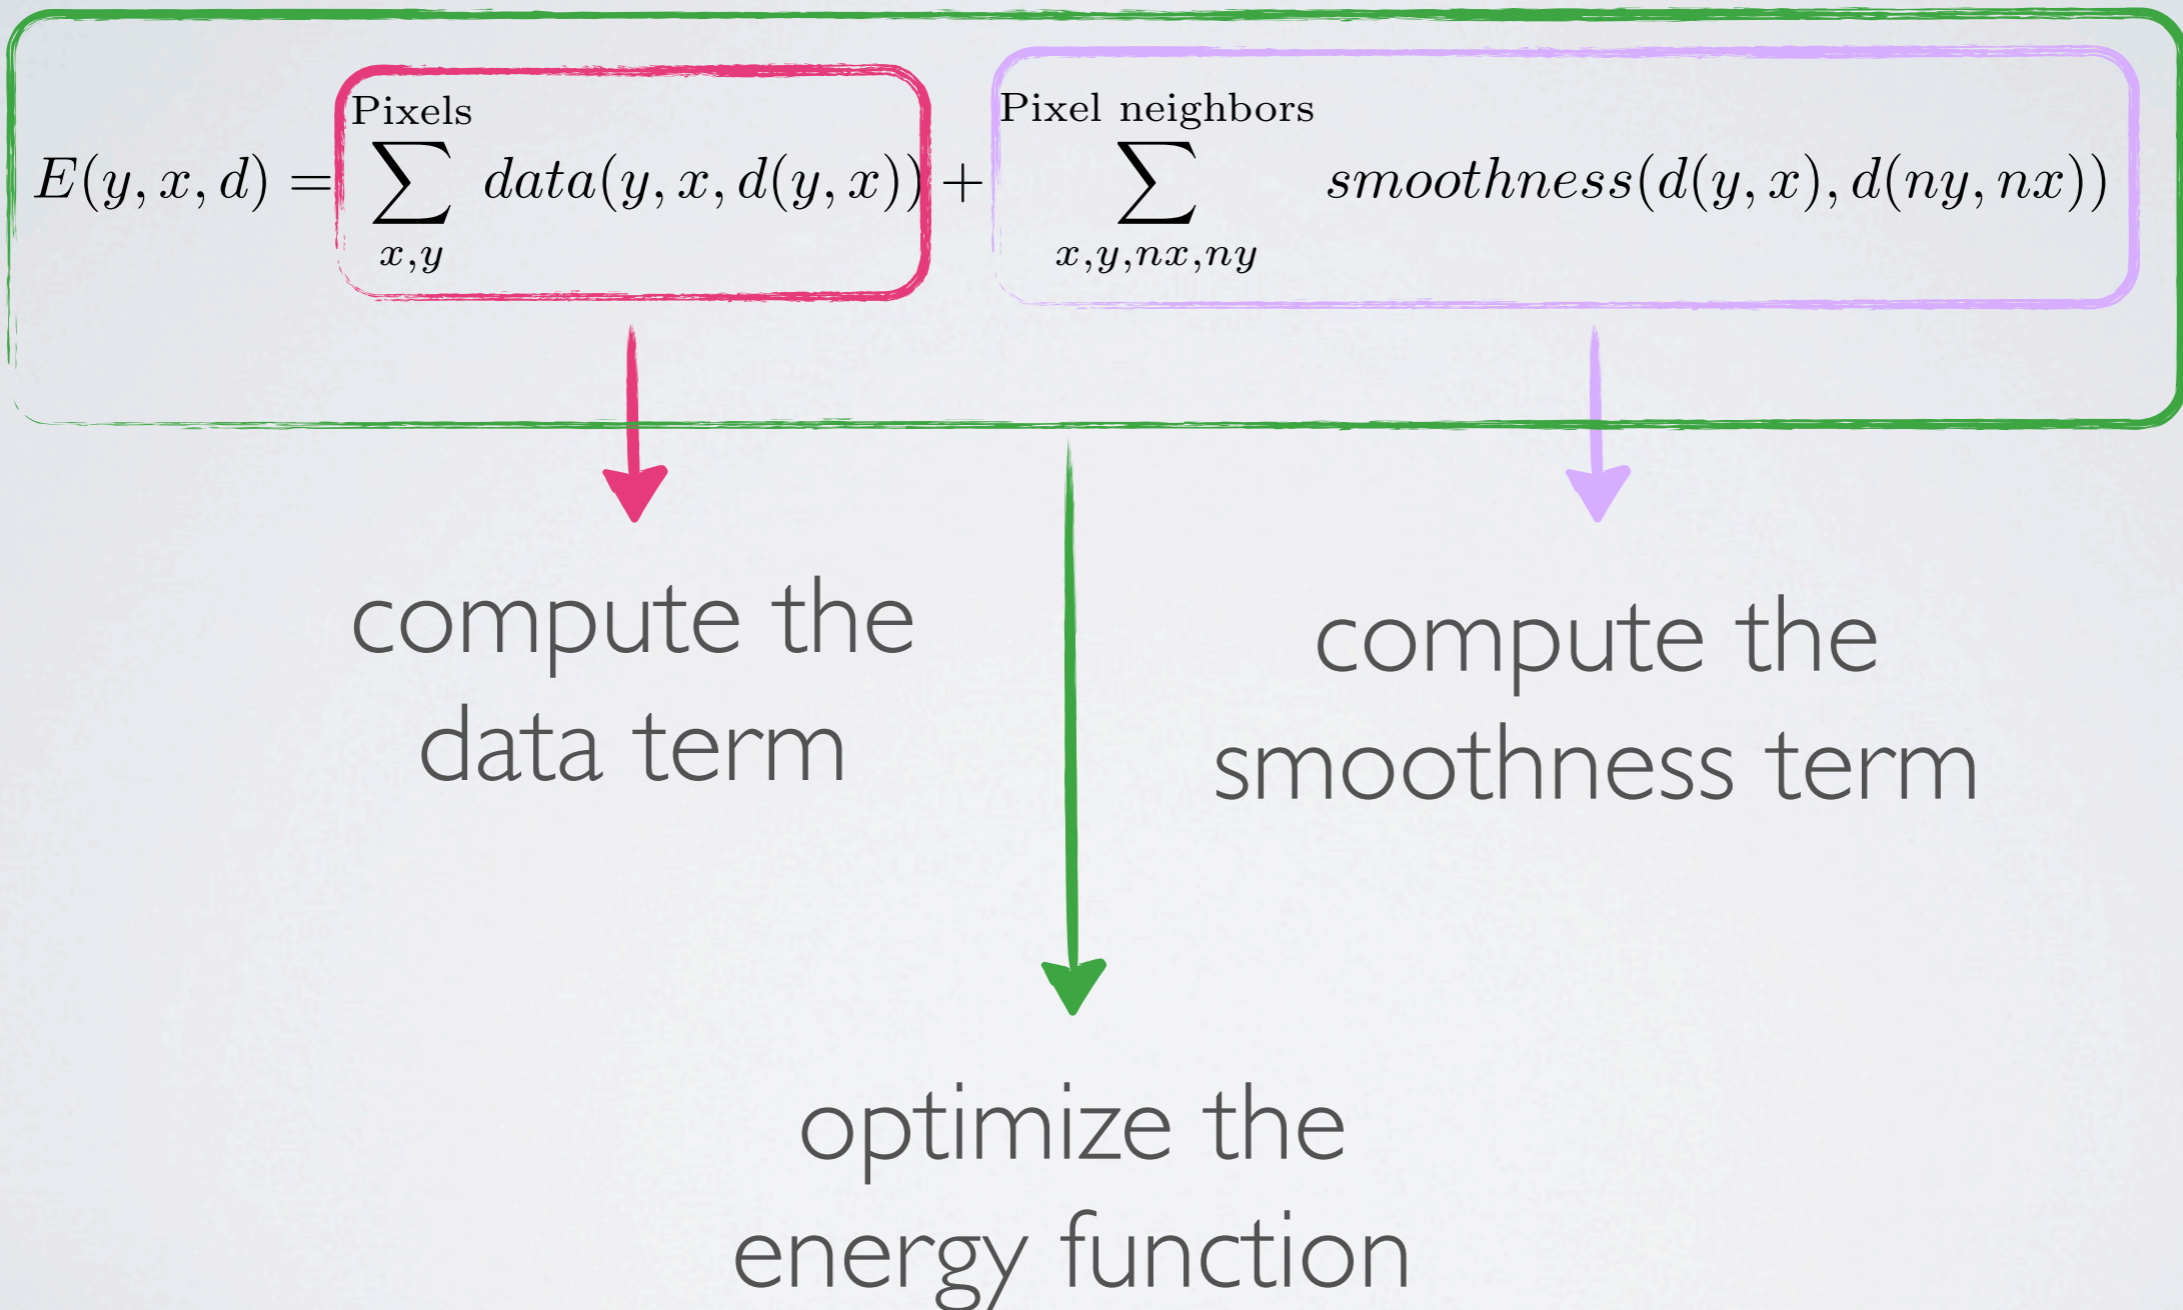 Pixels
Pixel neighbors
E(y, x, d) = ∑ data(y, x, d(y, x)) + ∑ smoothness(d(y, x), d(ny, nx))
x,y
x,y,nx,ny
compute the
data term
compute the
smoothness term
optimize the
energy function